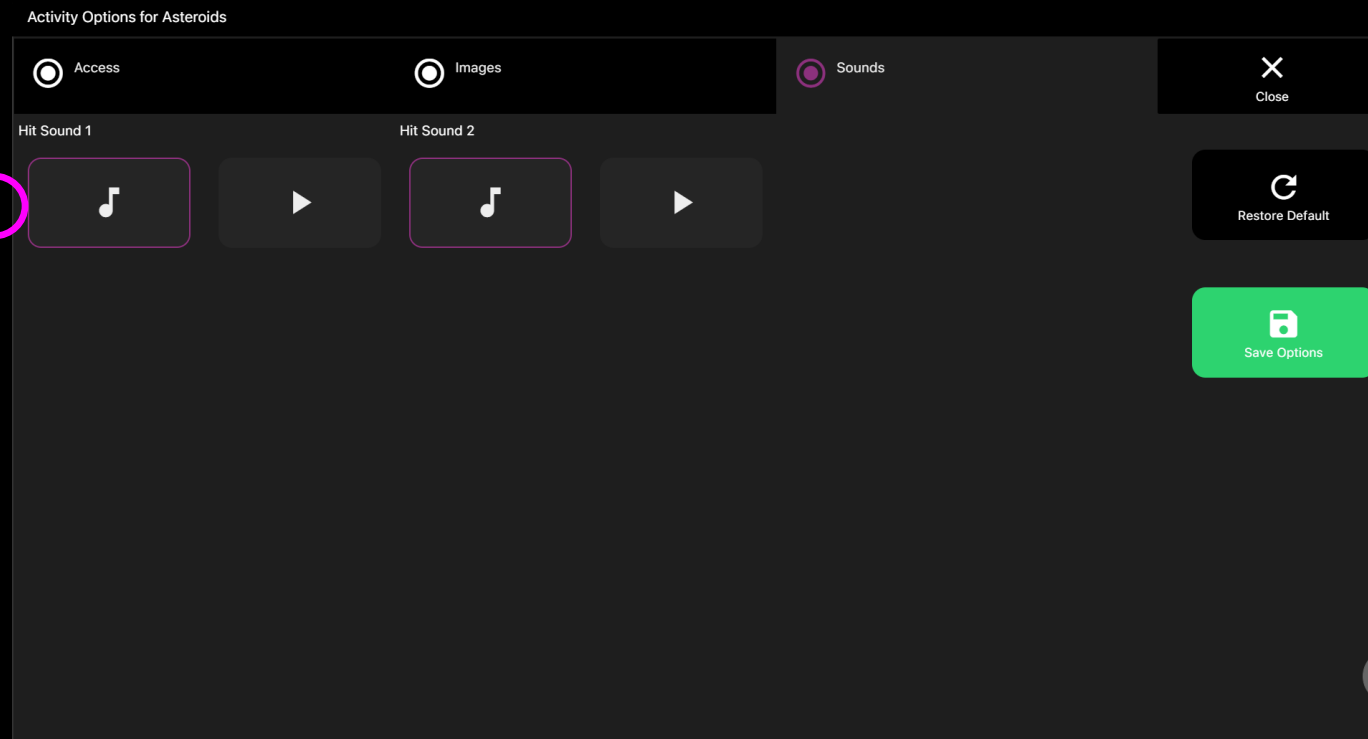 Activity Options for Asteroids
Access
Images
Sounds
Close
Hit Sound 1
Hit Sound 2
Restore Default
Save Options